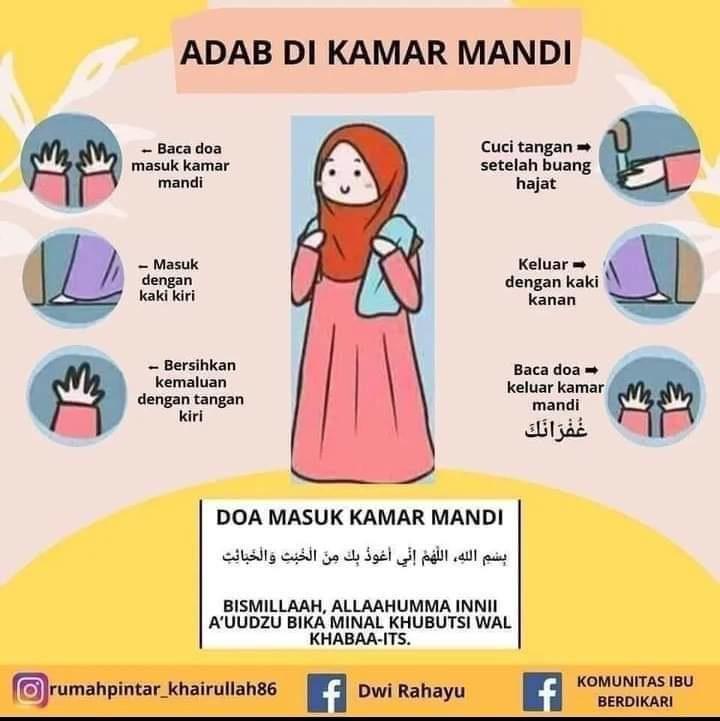 ADAB DI KAMAR MANDI
← Baca doa
masuk kamar
mandi
← Masuk
dengan
kaki kiri
← Bersihkan
kemaluan
dengan tangan
kiri
Cuci tangan ➡
setelah buang
hajat
Keluar ➡
dengan kaki
kanan
Baca doa ➡
keluar kamar
mandi
غُفْرَانَكَ
DOA MASUK KAMAR MANDI
بِسْمِ اللهِ، اللَّهُمَّ إِنِّي أَعُوذُ بِكَ مِنَ الْخُبُثِ وَالْخَبَائِثِ
BISMILLAAH, ALLAAHUMMA INNII
A'UUDZU BIKA MINAL KHUBUTSI WAL
KHABAA-ITS.
rumahpintar_khairullah86
Dwi Rahayu
KOMUNITAS IBU
BERDIKARI